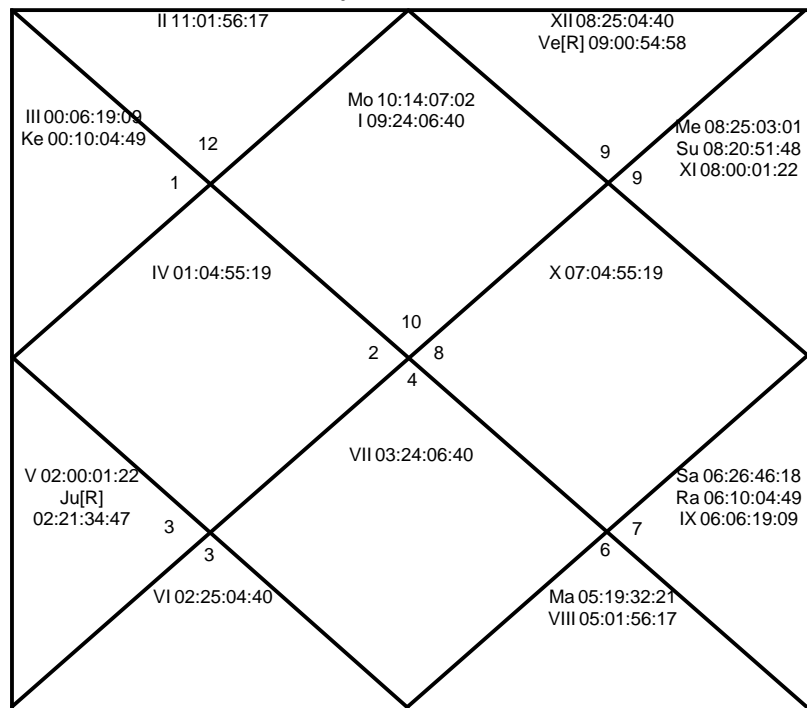 II 11:01:56:17
XII 08:25:04:40
Ve[R] 09:00:54:58
Mo 10:14:07:02
I 09:24:06:40
III 00:06:19:09
Ke 00:10:04:49
Me 08:25:03:01
Su 08:20:51:48
XI 08:00:01:22
12
9
1
9
IV 01:04:55:19
X 07:04:55:19
10
2
8
4
VII 03:24:06:40
V 02:00:01:22
Ju[R]
02:21:34:47
Sa 06:26:46:18
Ra 06:10:04:49
IX 06:06:19:09
3
7
3
6
VI 02:25:04:40
Ma 05:19:32:21
VIII 05:01:56:17